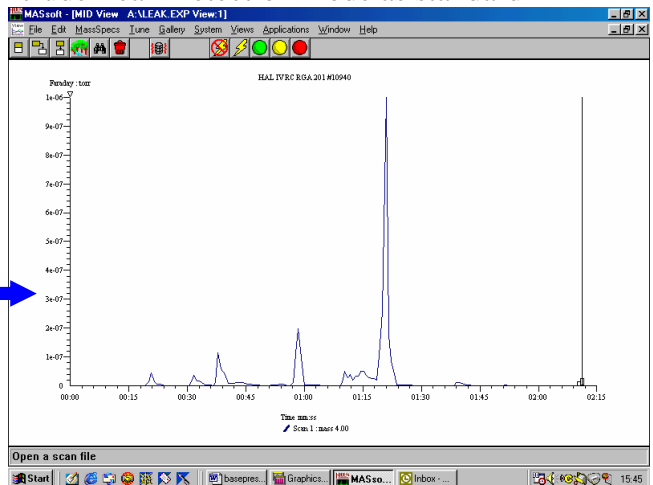 MASsoft - [MID View A:\LEAK.EXP View:1]
File Edit MassSpecs Tune Gallery System Views Applications Window Help
HAL IVRC RGA 201 #10940
Faraday : torr
1e-06
9e-07
8e-07
7e-07
6e-07
5e-07
4e-07
3e-07
2e-07
1e-07
0
00:00 00:15 00:30 00:45 01:00 01:15 01:30 01:45 02:00 02:15
Time mm:ss
Scan 1 : mass 4.00
Open a scan file
Start basepres... Graphics... MASso... Inbox - ... 15:45